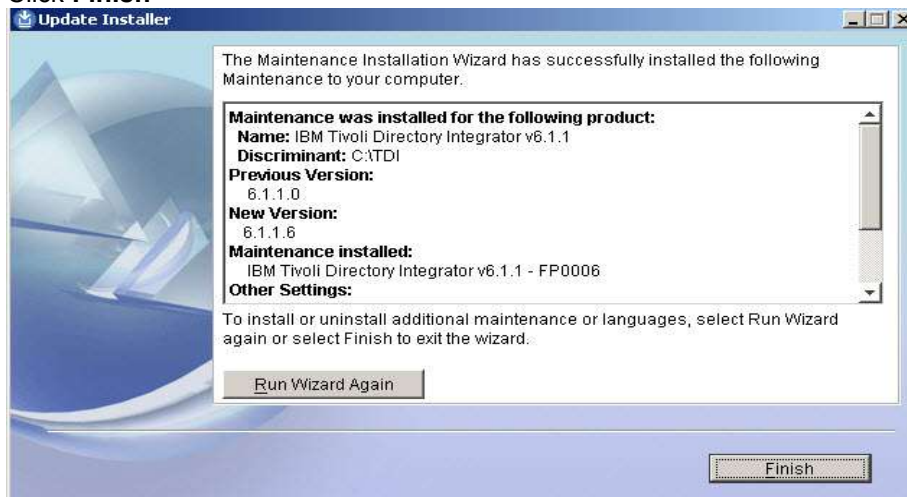 Click Finish
Update Installer
The Maintenance Installation Wizard has successfully installed the following
Maintenance to your computer.
Maintenance was installed for the following product:
Name: IBM Tivoli Directory Integrator v6.1.1
Discriminant: C:\TDI
Previous Version:
6.1.1.0
New Version:
6.1.1.6
Maintenance installed:
IBM Tivoli Directory Integrator v6.1.1 - FP0006
Other Settings:
To install or uninstall additional maintenance or languages, select Run Wizard
again or select Finish to exit the wizard.
Run Wizard Again
Finish